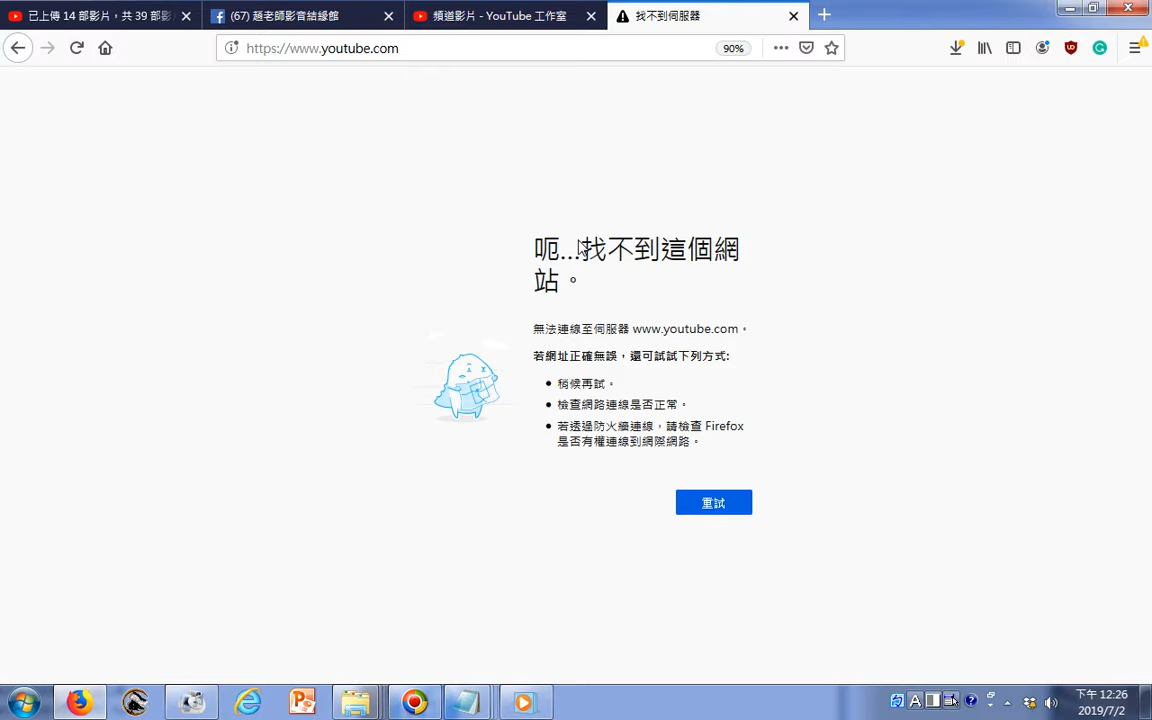 已上傳 14 部影片，共 39 部影
(67) 趙老師影音結緣館
頻道影片 - YouTube 工作室
找不到伺服器
https://www.youtube.com
90%
呃...找不到這個網
站。
無法連線至伺服器 www.youtube.com。
若網址正確無誤，還可試試下列方式:
稍候再試。
檢查網路連線是否正常。
若透過防火牆連線，請檢查 Firefox
是否有權連線到網際網路。
重試
下午 12:26
2019/7/2